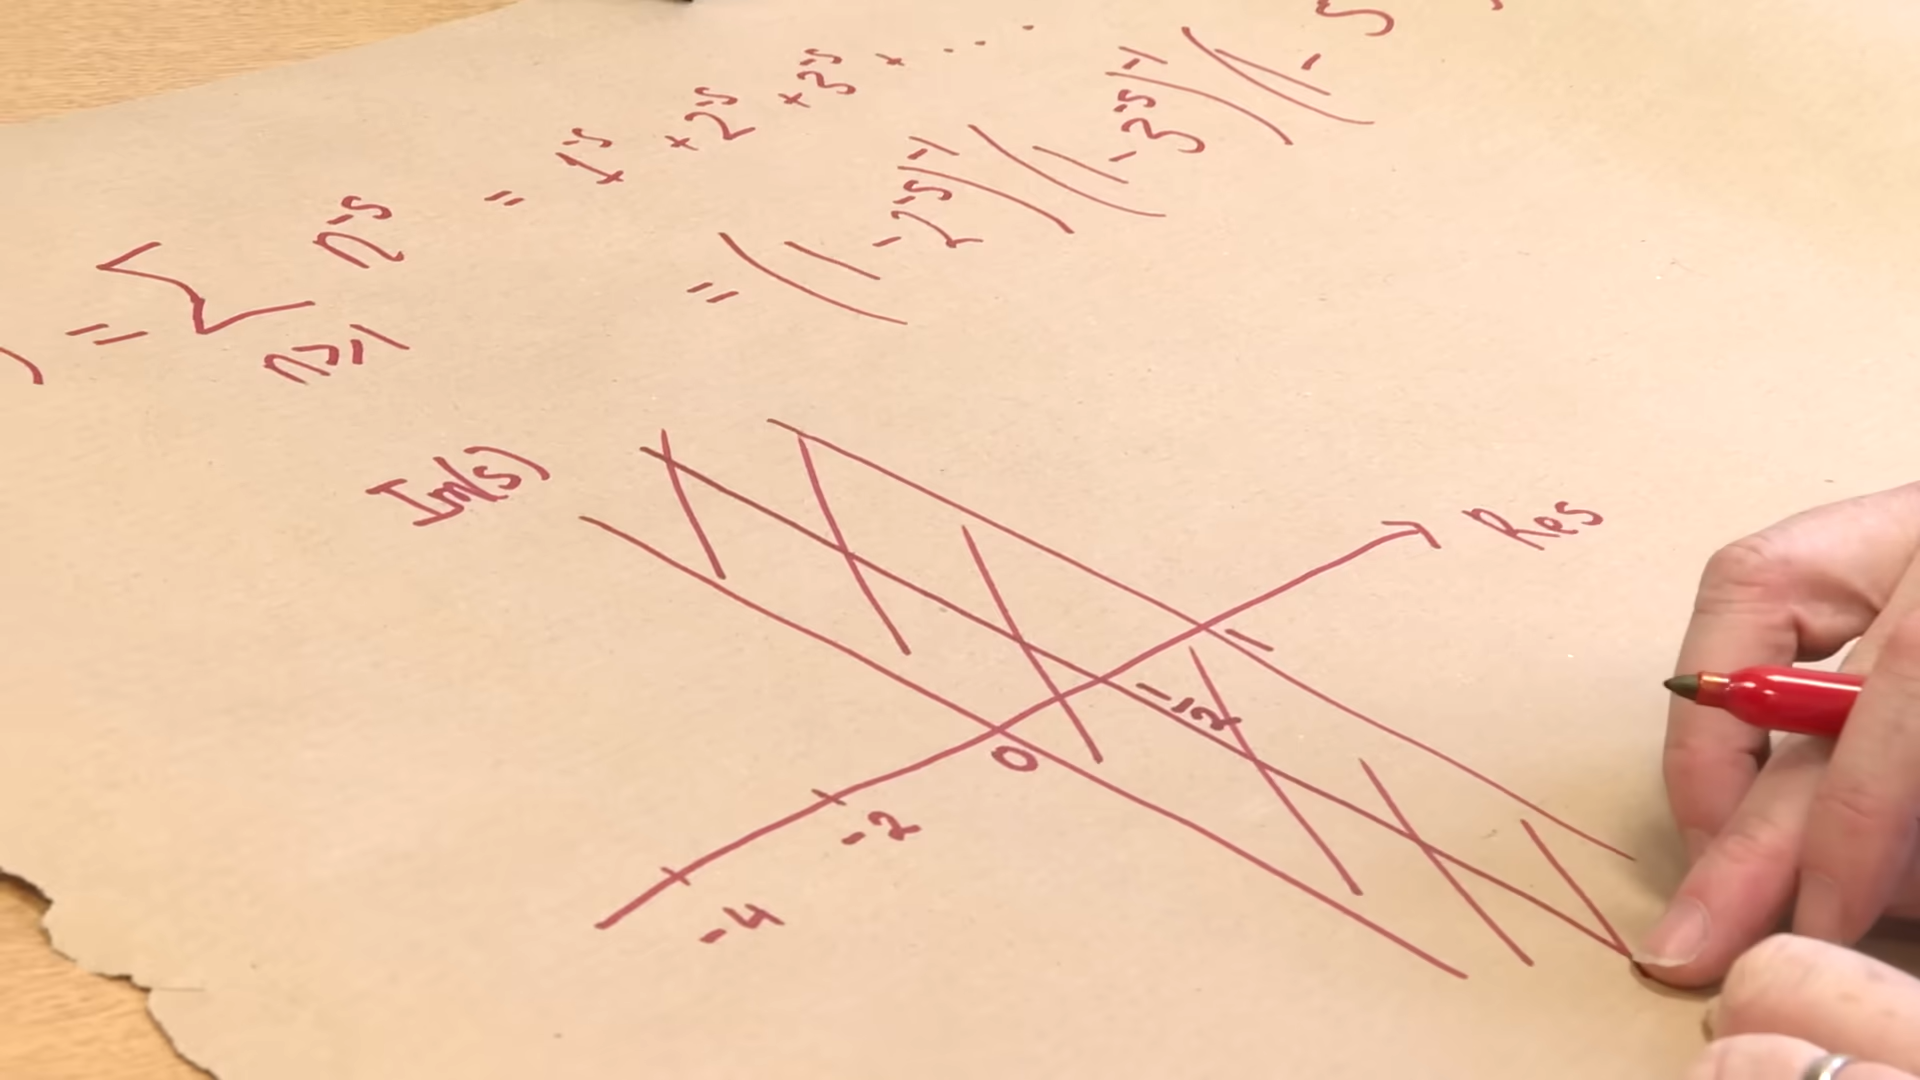 ) = ∑ n^-s = 1^-s + 2^-s + 3^-s + ...
n≥1
= (1 - 2^-s)^-1 (1 - 3^-s)^-1 (1 - 5
Im(s)
Res
1
1/2
0
-2
-4